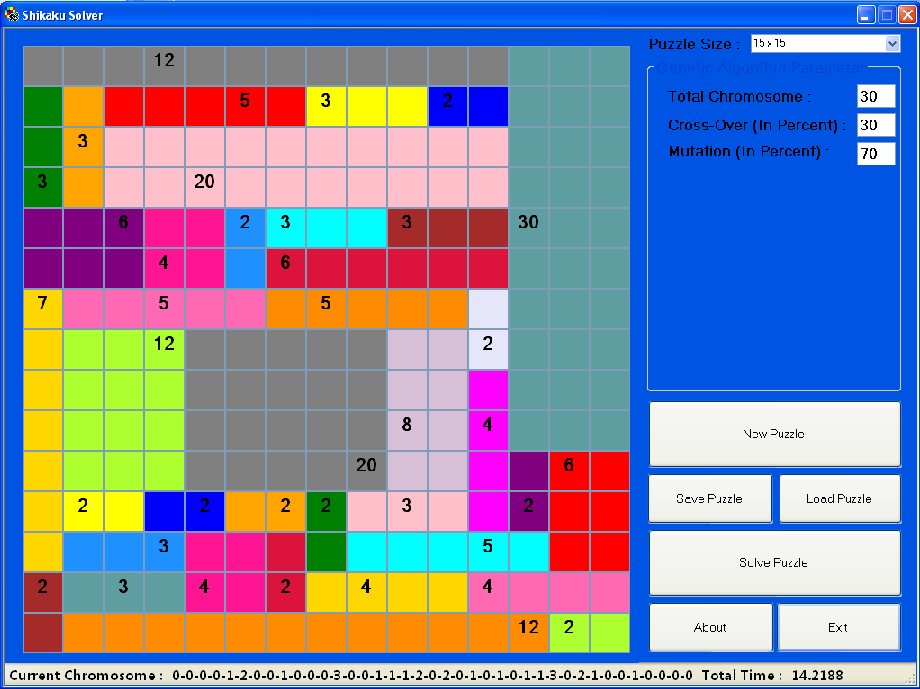 Shikaku Solver
Puzzle Size : 15 x 15
Genetic Algorithm Parameter
Total Chromosome : 30
Cross-Over (In Percent) : 30
Mutation (In Percent) : 70
12
5 3 2
3
3 20
6 2 3 3 30
4 6
7 5 5
12 2
8 4
20 6
2 2 2 2 3 2
3 5
2 3 4 2 4 4
12 2
New Puzzle
Save Puzzle Load Puzzle
Solve Puzzle
About Exit
Current Chromosome : 0-0-0-0-1-2-0-0-1-0-0-0-3-0-0-1-1-1-2-0-2-0-1-0-1-0-1-1-3-0-2-1-0-0-1-0-0-0-0 Total Time : 14.2188